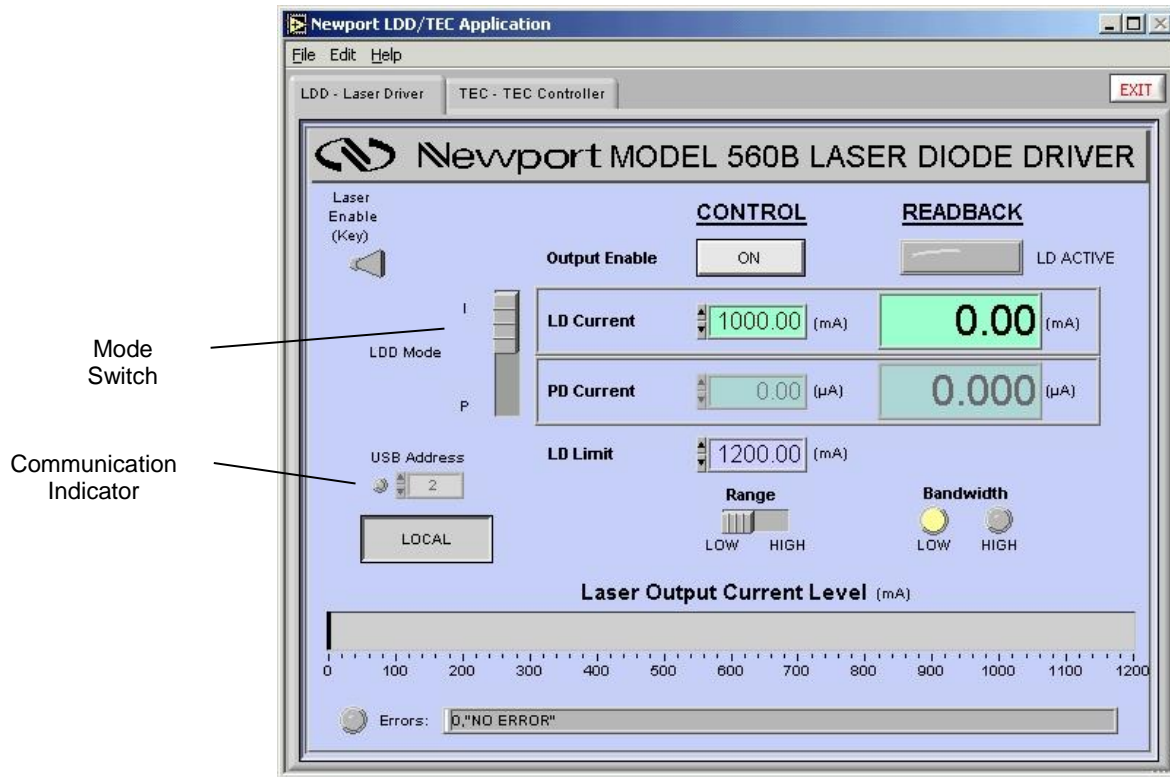 Newport LDD/TEC Application
File Edit Help
LDD - Laser Driver TEC - TEC Controller EXIT
Newport MODEL 560B LASER DIODE DRIVER
Laser
Enable
(Key)
CONTROL READBACK
Output Enable ON LD ACTIVE
I
LD Current 1000.00 (mA) 0.00 (mA)
LDD Mode
Mode
Switch
P
PD Current 0.00 (µA) 0.000 (µA)
USB Address
2
LD Limit 1200.00 (mA)
Communication
Indicator
Range
LOW HIGH
Bandwidth
LOW HIGH
LOCAL
Laser Output Current Level (mA)
0 100 200 300 400 500 600 700 800 900 1000 1100 1200
Errors: 0,"NO ERROR"